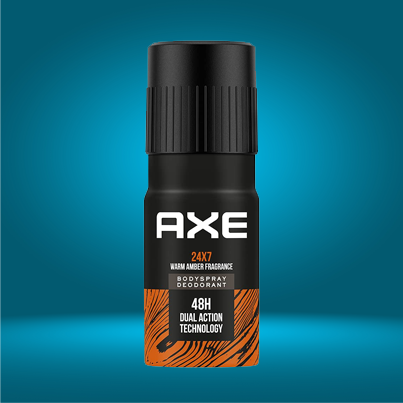 AXE
24X7
WARM AMBER FRAGRANCE
BODYSPRAY
DEODORANT
48H
DUAL ACTION
TECHNOLOGY